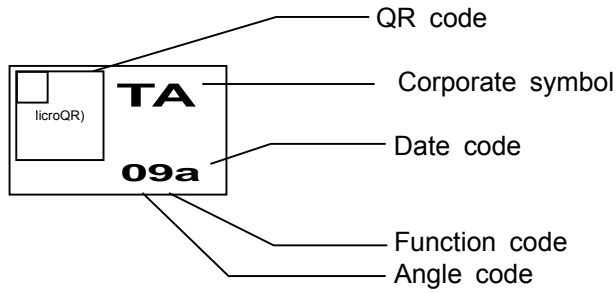 QR code
Corporate symbol
TA
licroQR)
Date code
09a
Function code
Angle code